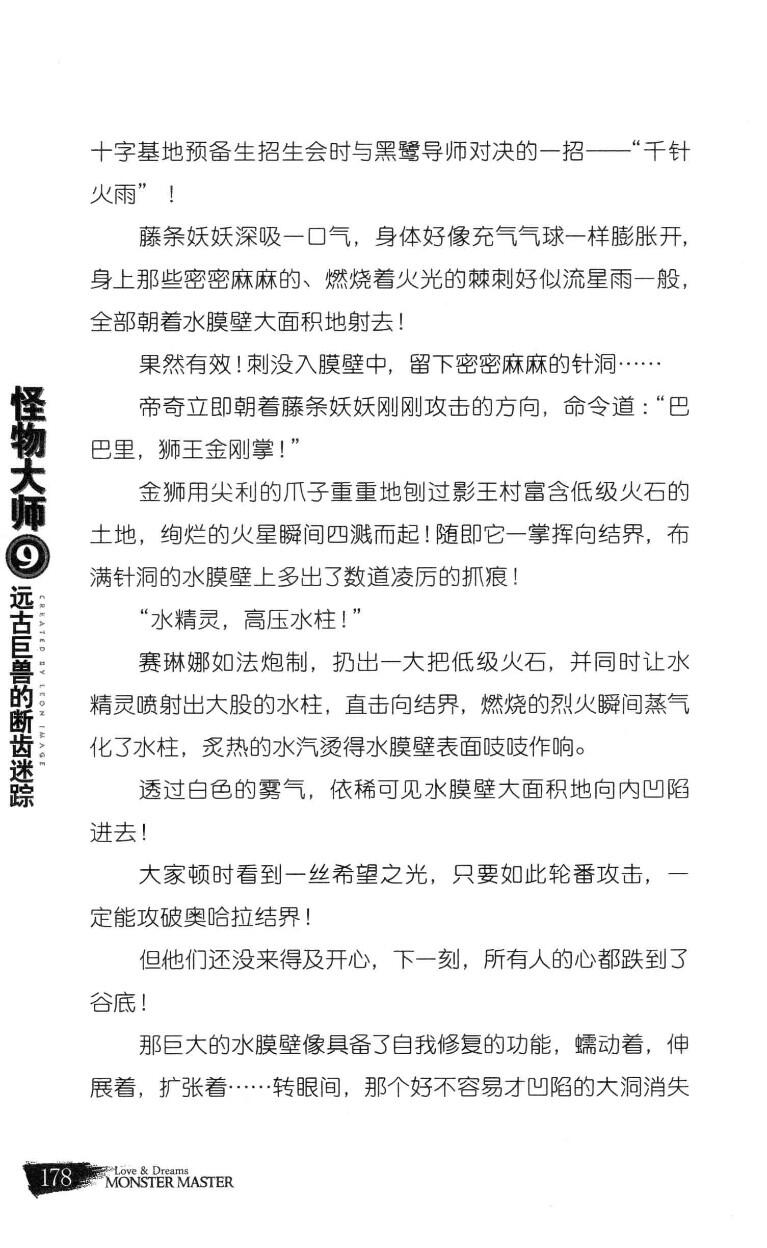 十字基地预备生招生会时与黑鹭导师对决的一招——“千针
火雨”！
藤条妖妖深吸一口气，身体好像充气气球一样膨胀开，
身上那些密密麻麻的、燃烧着火光的棘刺好似流星雨一般，
全部朝着水膜壁大面积地射去！
果然有效！刺没入膜壁中，留下密密麻麻的针洞……
帝奇立即朝着藤条妖妖刚刚攻击的方向，命令道：“巴
巴里，狮王金刚掌！”
金狮用尖利的爪子重重地刨过影王村富含低级火石的
土地，绚烂的火星瞬间四溅而起！随即它一掌挥向结界，布
满针洞的水膜壁上多出了数道凌厉的抓痕！
“水精灵，高压水柱！”
赛琳娜如法炮制，扔出一大把低级火石，并同时让水
精灵喷射出大股的水柱，直击向结界，燃烧的烈火瞬间蒸气
化了水柱，炙热的水汽烫得水膜壁表面吱吱作响。
透过白色的雾气，依稀可见水膜壁大面积地向内凹陷
进去！
大家顿时看到一丝希望之光，只要如此轮番攻击，一
定能攻破奥哈拉结界！
但他们还没来得及开心，下一刻，所有人的心都跌到了
谷底！
那巨大的水膜壁像具备了自我修复的功能，蠕动着，伸
展着，扩张着……转眼间，那个好不容易才凹陷的大洞消失
怪物大师9
远古巨兽的断齿迷踪
CREATED BY LEON IMAGE
178
Love & Dreams
MONSTER MASTER